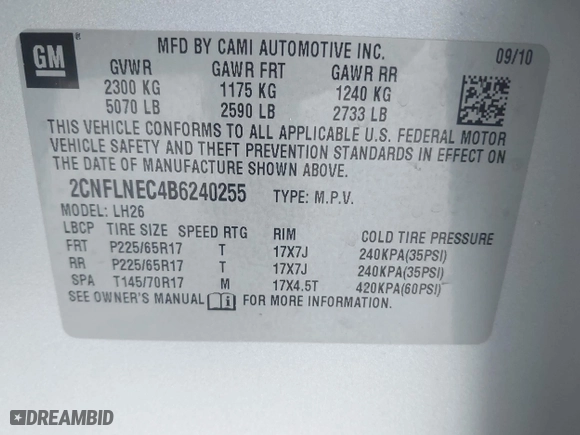 GM
MFD BY CAMI AUTOMOTIVE INC.
09/10
GVWR GAWR FRT GAWR RR
2300 KG 1175 KG 1240 KG
5070 LB 2590 LB 2733 LB
THIS VEHICLE CONFORMS TO ALL APPLICABLE U.S. FEDERAL MOTOR
VEHICLE SAFETY AND THEFT PREVENTION STANDARDS IN EFFECT ON
THE DATE OF MANUFACTURE SHOWN ABOVE.
2CNFLNEC4B6240255 TYPE: M.P.V.
MODEL: LH26
LBCP TIRE SIZE SPEED RTG RIM COLD TIRE PRESSURE
FRT P225/65R17 T 17X7J 240KPA(35PSI)
RR P225/65R17 T 17X7J 240KPA(35PSI)
SPA T145/70R17 M 17X4.5T 420KPA(60PSI)
SEE OWNER'S MANUAL i FOR MORE INFORMATION.
DREAMBID